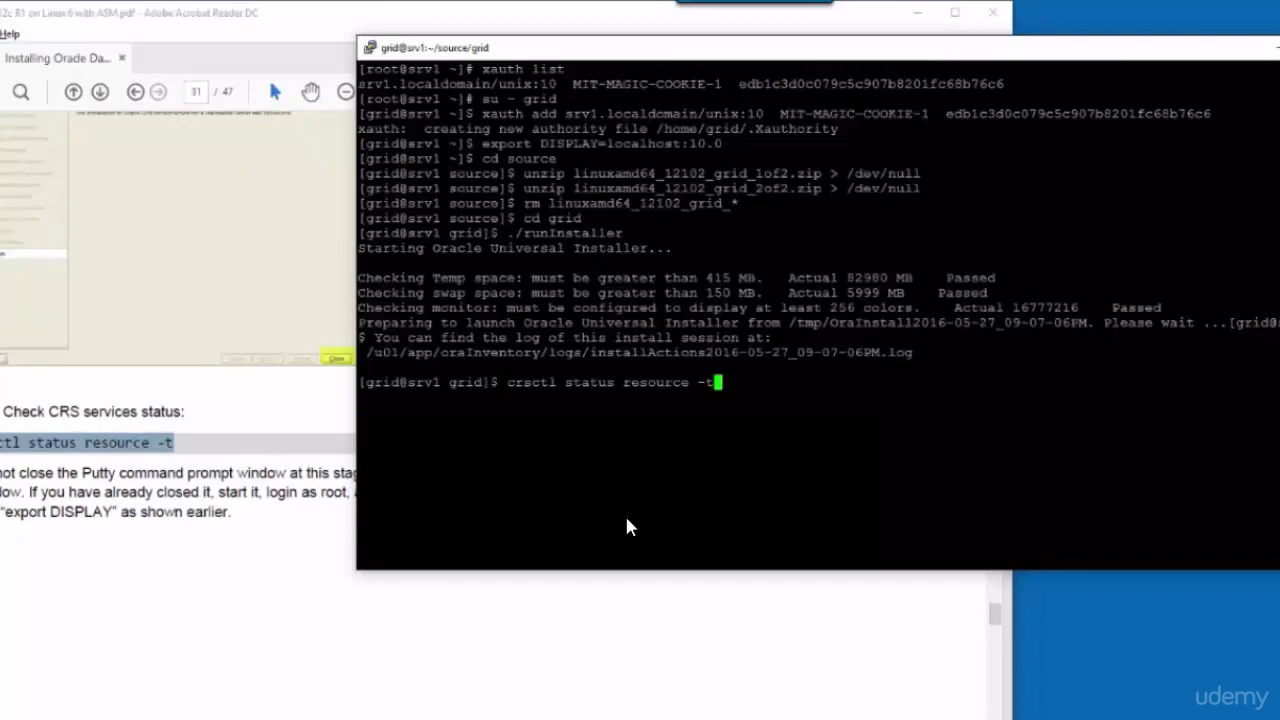 2c R1 on Linux 6 with ASM.pdf - Adobe Acrobat Reader DC
Help
Installing Oracle Da... ×
31 / 47
Close
Check CRS services status:
ctl status resource -t
not close the Putty command prompt window at this stag
low. If you have already closed it, start it, login as root,
"export DISPLAY" as shown earlier.
grid@srv1:~/source/grid
[root@srv1 ~]# xauth list
srv1.localdomain/unix:10  MIT-MAGIC-COOKIE-1  edb1c3d0c079c5c907b8201fc68b76c6
[root@srv1 ~]# su - grid
[grid@srv1 ~]$ xauth add srv1.localdomain/unix:10  MIT-MAGIC-COOKIE-1  edb1c3d0c079c5c907b8201fc68b76c6
xauth:  creating new authority file /home/grid/.Xauthority
[grid@srv1 ~]$ export DISPLAY=localhost:10.0
[grid@srv1 ~]$ cd source
[grid@srv1 source]$ unzip linuxamd64_12102_grid_1of2.zip > /dev/null
[grid@srv1 source]$ unzip linuxamd64_12102_grid_2of2.zip > /dev/null
[grid@srv1 source]$ rm linuxamd64_12102_grid_*
[grid@srv1 source]$ cd grid
[grid@srv1 grid]$ ./runInstaller
Starting Oracle Universal Installer...
Checking Temp space: must be greater than 415 MB.   Actual 82980 MB    Passed
Checking swap space: must be greater than 150 MB.   Actual 5999 MB    Passed
Checking monitor: must be configured to display at least 256 colors.    Actual 16777216    Passed
Preparing to launch Oracle Universal Installer from /tmp/OraInstall2016-05-27_09-07-06PM. Please wait ...[grid@
$ You can find the log of this install session at:
/u01/app/oraInventory/logs/installActions2016-05-27_09-07-06PM.log
[grid@srv1 grid]$ crsctl status resource -t
udemy